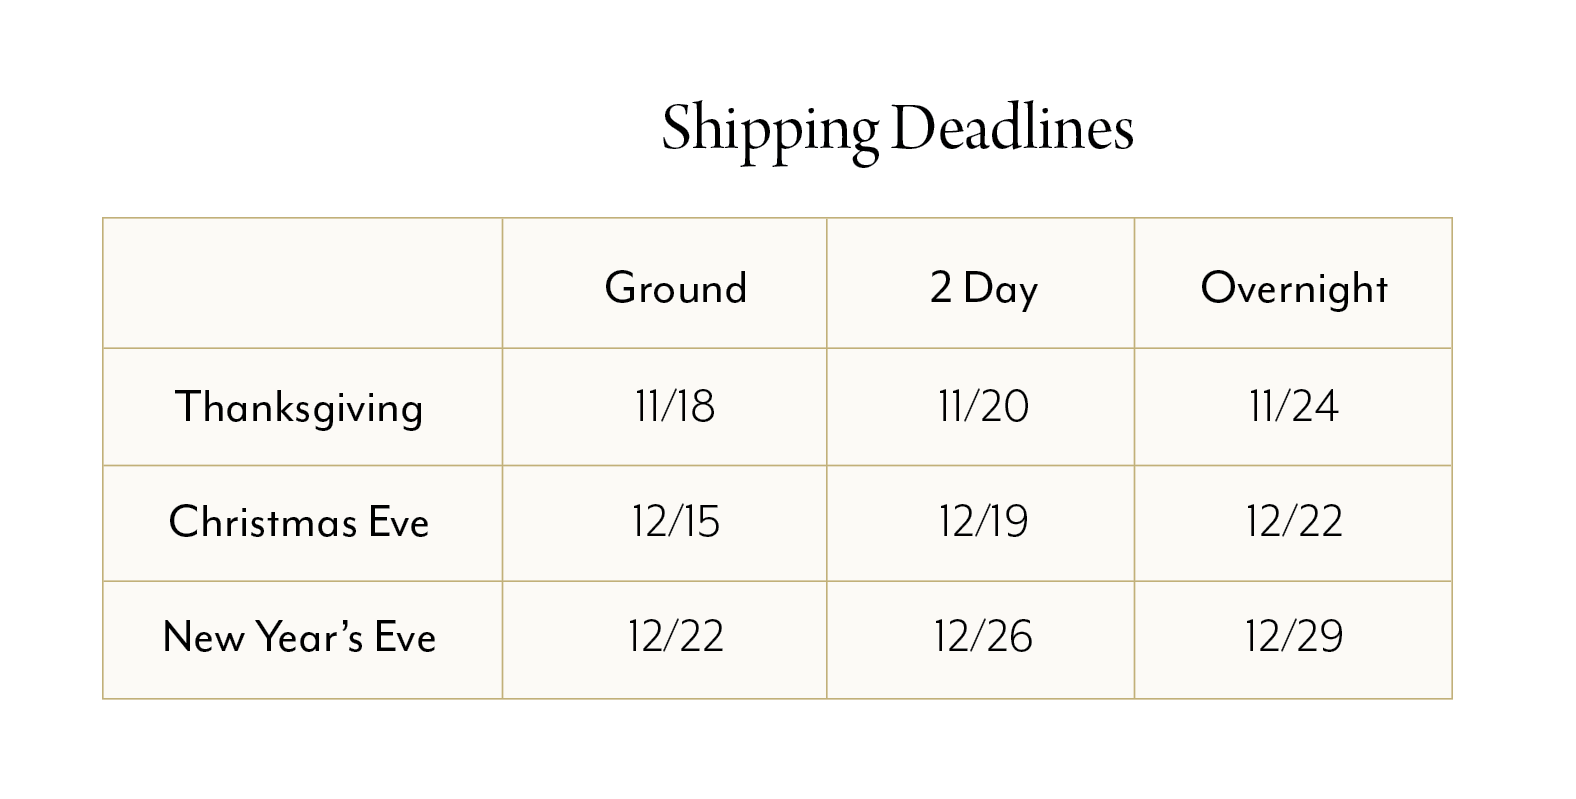 Shipping Deadlines
Ground 2 Day Overnight
Thanksgiving 11/18 11/20 11/24
Christmas Eve 12/15 12/19 12/22
New Year’s Eve 12/22 12/26 12/29